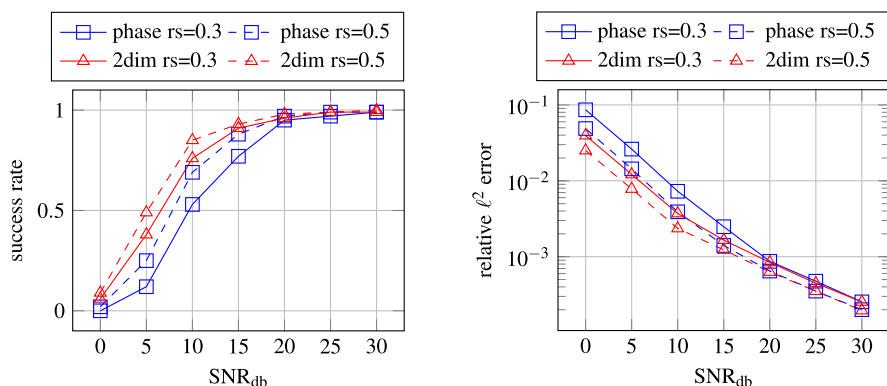 phase rs=0.3 phase rs=0.5
2dim rs=0.3 2dim rs=0.5
1
0.5
0
success rate
0 5 10 15 20 25 30
SNR_db
phase rs=0.3 phase rs=0.5
2dim rs=0.3 2dim rs=0.5
10⁻¹
10⁻²
10⁻³
relative ℓ² error
0 5 10 15 20 25 30
SNR_db